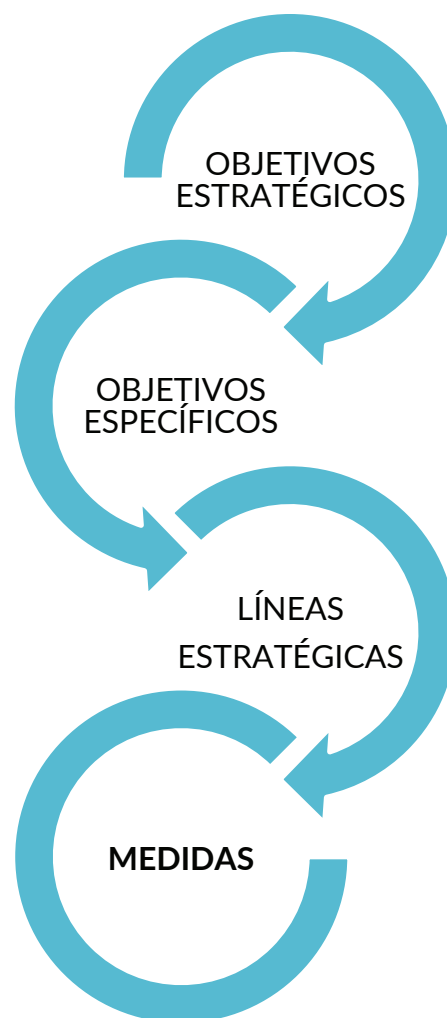 OBJETIVOS
ESTRATÉGICOS
OBJETIVOS
ESPECÍFICOS
LÍNEAS
ESTRATÉGICAS
MEDIDAS